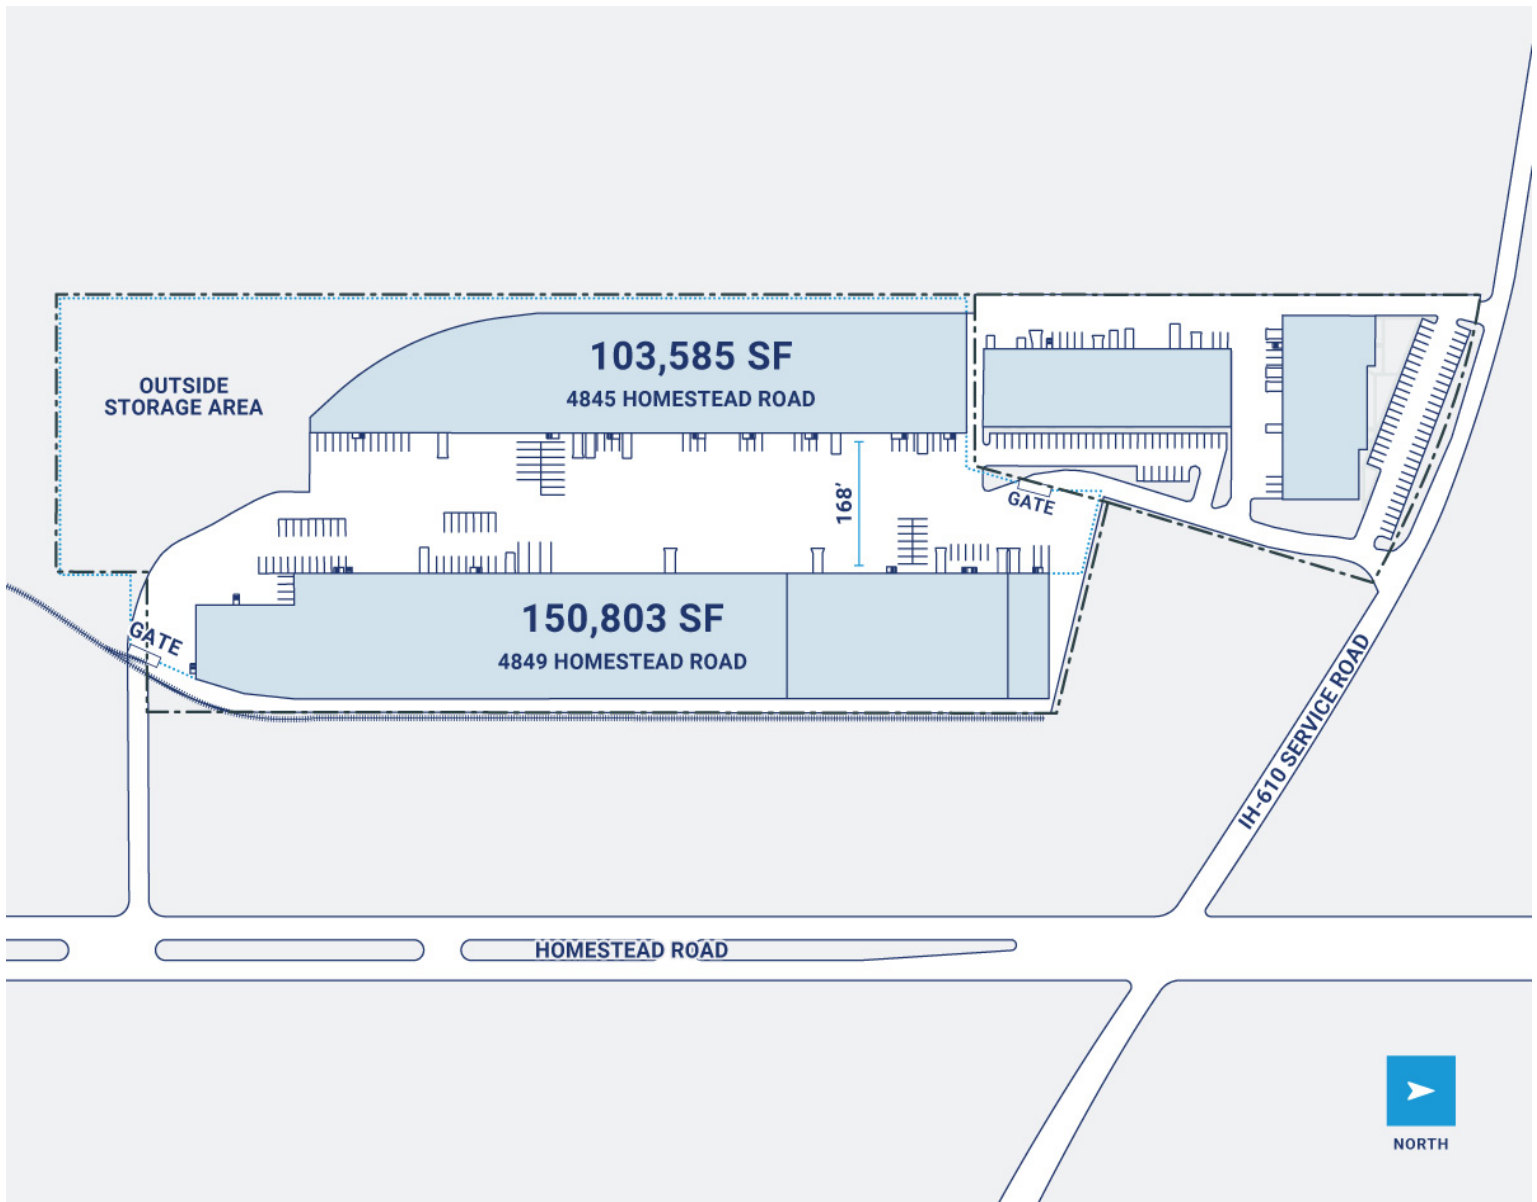 103,585 SF
4845 HOMESTEAD ROAD
OUTSIDE
STORAGE AREA
168'
GATE
150,803 SF
4849 HOMESTEAD ROAD
GATE
IH-610 SERVICE ROAD
HOMESTEAD ROAD
NORTH